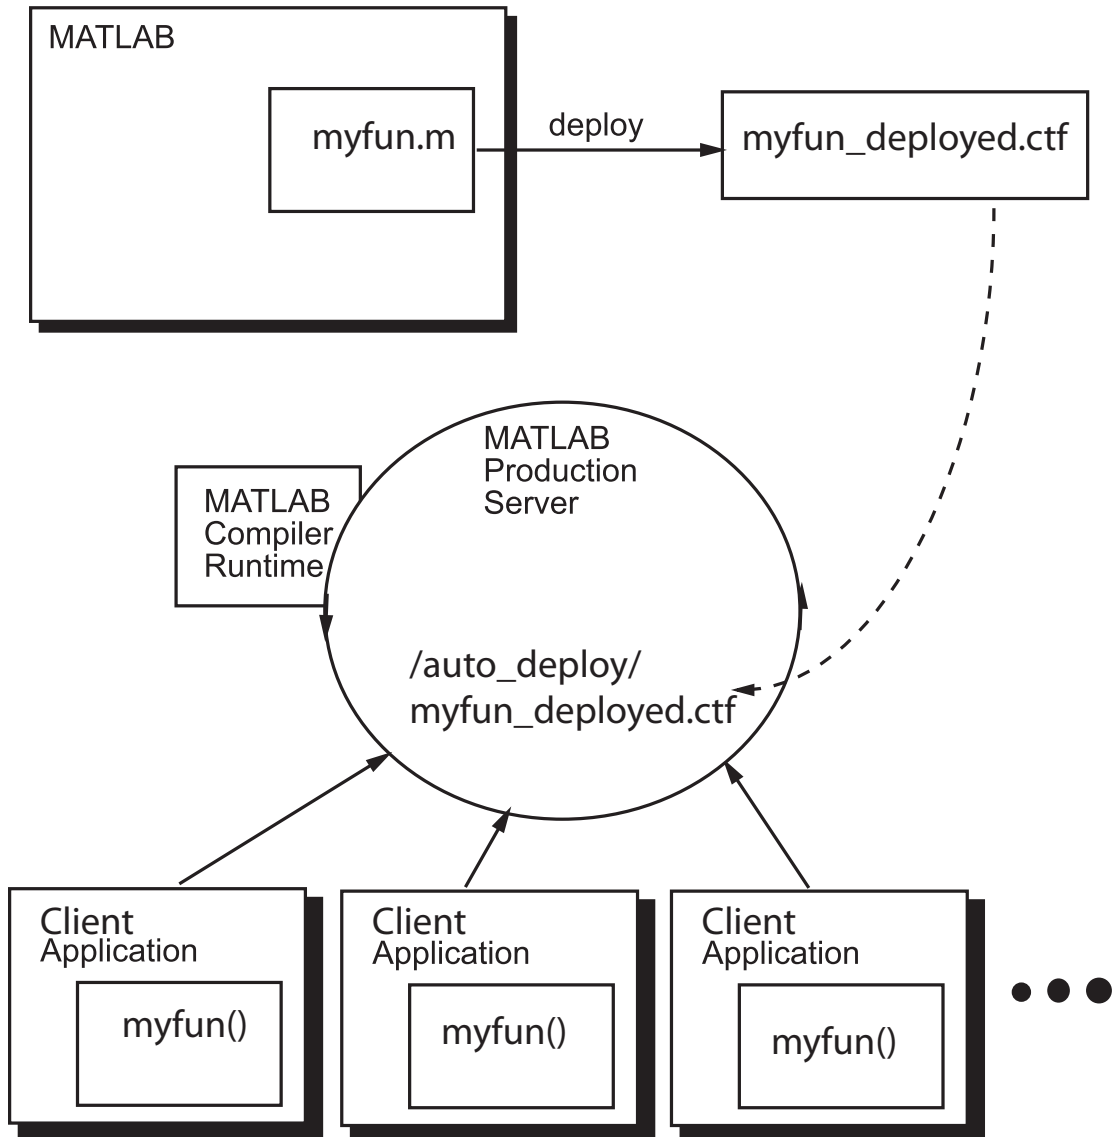 MATLAB
myfun.m
deploy
myfun_deployed.ctf
MATLAB
Production
Server
MATLAB
Compiler
Runtime
/auto_deploy/
myfun_deployed.ctf
Client
Application
myfun()
Client
Application
myfun()
Client
Application
myfun()